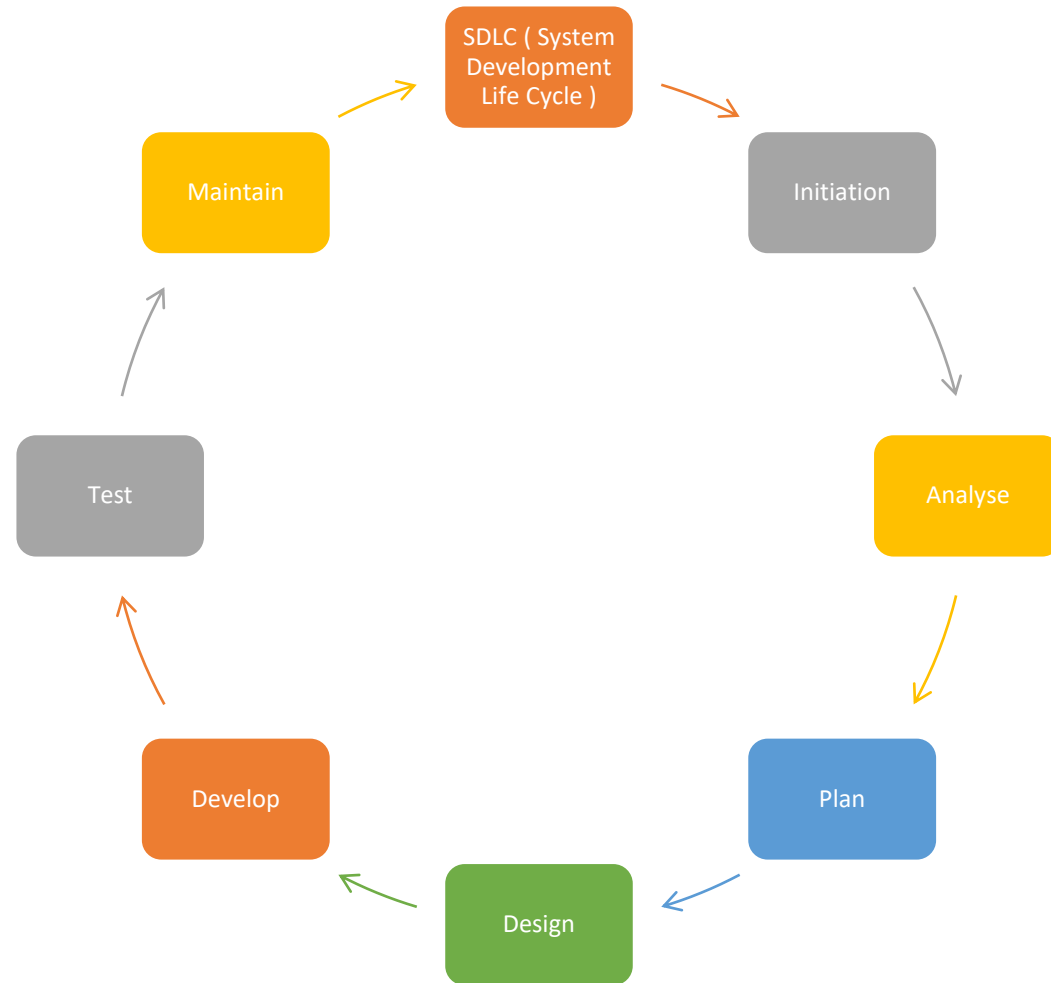 SDLC ( System
Development
Life Cycle )
Initiation
Analyse
Plan
Design
Develop
Test
Maintain